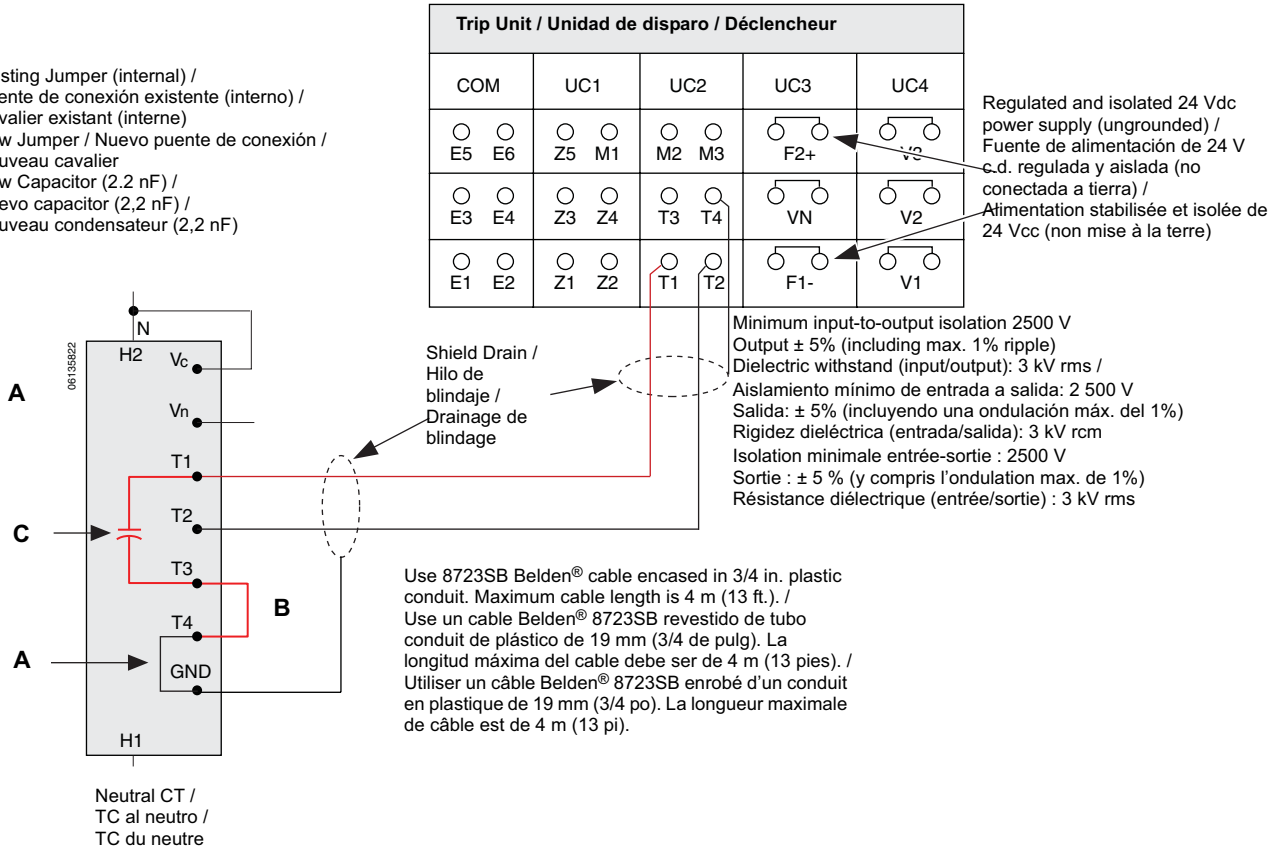 Trip Unit / Unidad de disparo / Déclencheur
COM UC1 UC2 UC3 UC4
E5 E6 Z5 M1 M2 M3 F2+ V3
E3 E4 Z3 Z4 T3 T4 VN V2
E1 E2 Z1 Z2 T1 T2 F1- V1
sting Jumper (internal) /
ente de conexión existente (interno) /
valier existant (interne)
w Jumper / Nuevo puente de conexión /
uveau cavalier
w Capacitor (2.2 nF) /
evo capacitor (2,2 nF) /
uveau condensateur (2,2 nF)
Regulated and isolated 24 Vdc
power supply (ungrounded) /
Fuente de alimentación de 24 V
c.d. regulada y aislada (no
conectada a tierra) /
Alimentation stabilisée et isolée de
24 Vcc (non mise à la terre)
Minimum input-to-output isolation 2500 V
Output ± 5% (including max. 1% ripple)
Dielectric withstand (input/output): 3 kV rms /
Aislamiento mínimo de entrada a salida: 2 500 V
Salida: ± 5% (incluyendo una ondulación máx. del 1%)
Rigidez dieléctrica (entrada/salida): 3 kV rcm
Isolation minimale entrée-sortie : 2500 V
Sortie : ± 5 % (y compris l’ondulation max. de 1%)
Résistance diélectrique (entrée/sortie) : 3 kV rms
Shield Drain /
Hilo de
blindaje /
Drainage de
blindage
06135822
N
H2
Vc
A
Vn
T1
T2
C
T3
B
T4
A
GND
H1
Neutral CT /
TC al neutro /
TC du neutre
Use 8723SB Belden® cable encased in 3/4 in. plastic
conduit. Maximum cable length is 4 m (13 ft.). /
Use un cable Belden® 8723SB revestido de tubo
conduit de plástico de 19 mm (3/4 de pulg). La
longitud máxima del cable debe ser de 4 m (13 pies). /
Utiliser un câble Belden® 8723SB enrobé d’un conduit
en plastique de 19 mm (3/4 po). La longueur maximale
de câble est de 4 m (13 pi).